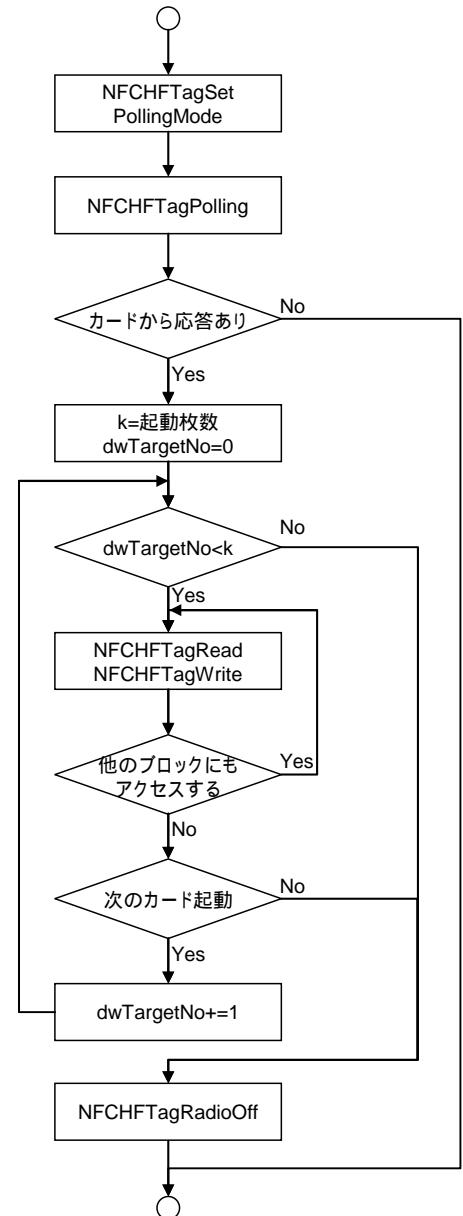 NFCHFTagSet
PollingMode
NFCHFTagPolling
カードから応答あり
No
Yes
k=起動枚数
dwTargetNo=0
dwTargetNo<k
No
Yes
NFCHFTagRead
NFCHFTagWrite
他のブロックにも
アクセスする
Yes
No
次のカード起動
No
Yes
dwTargetNo+=1
NFCHFTagRadioOff